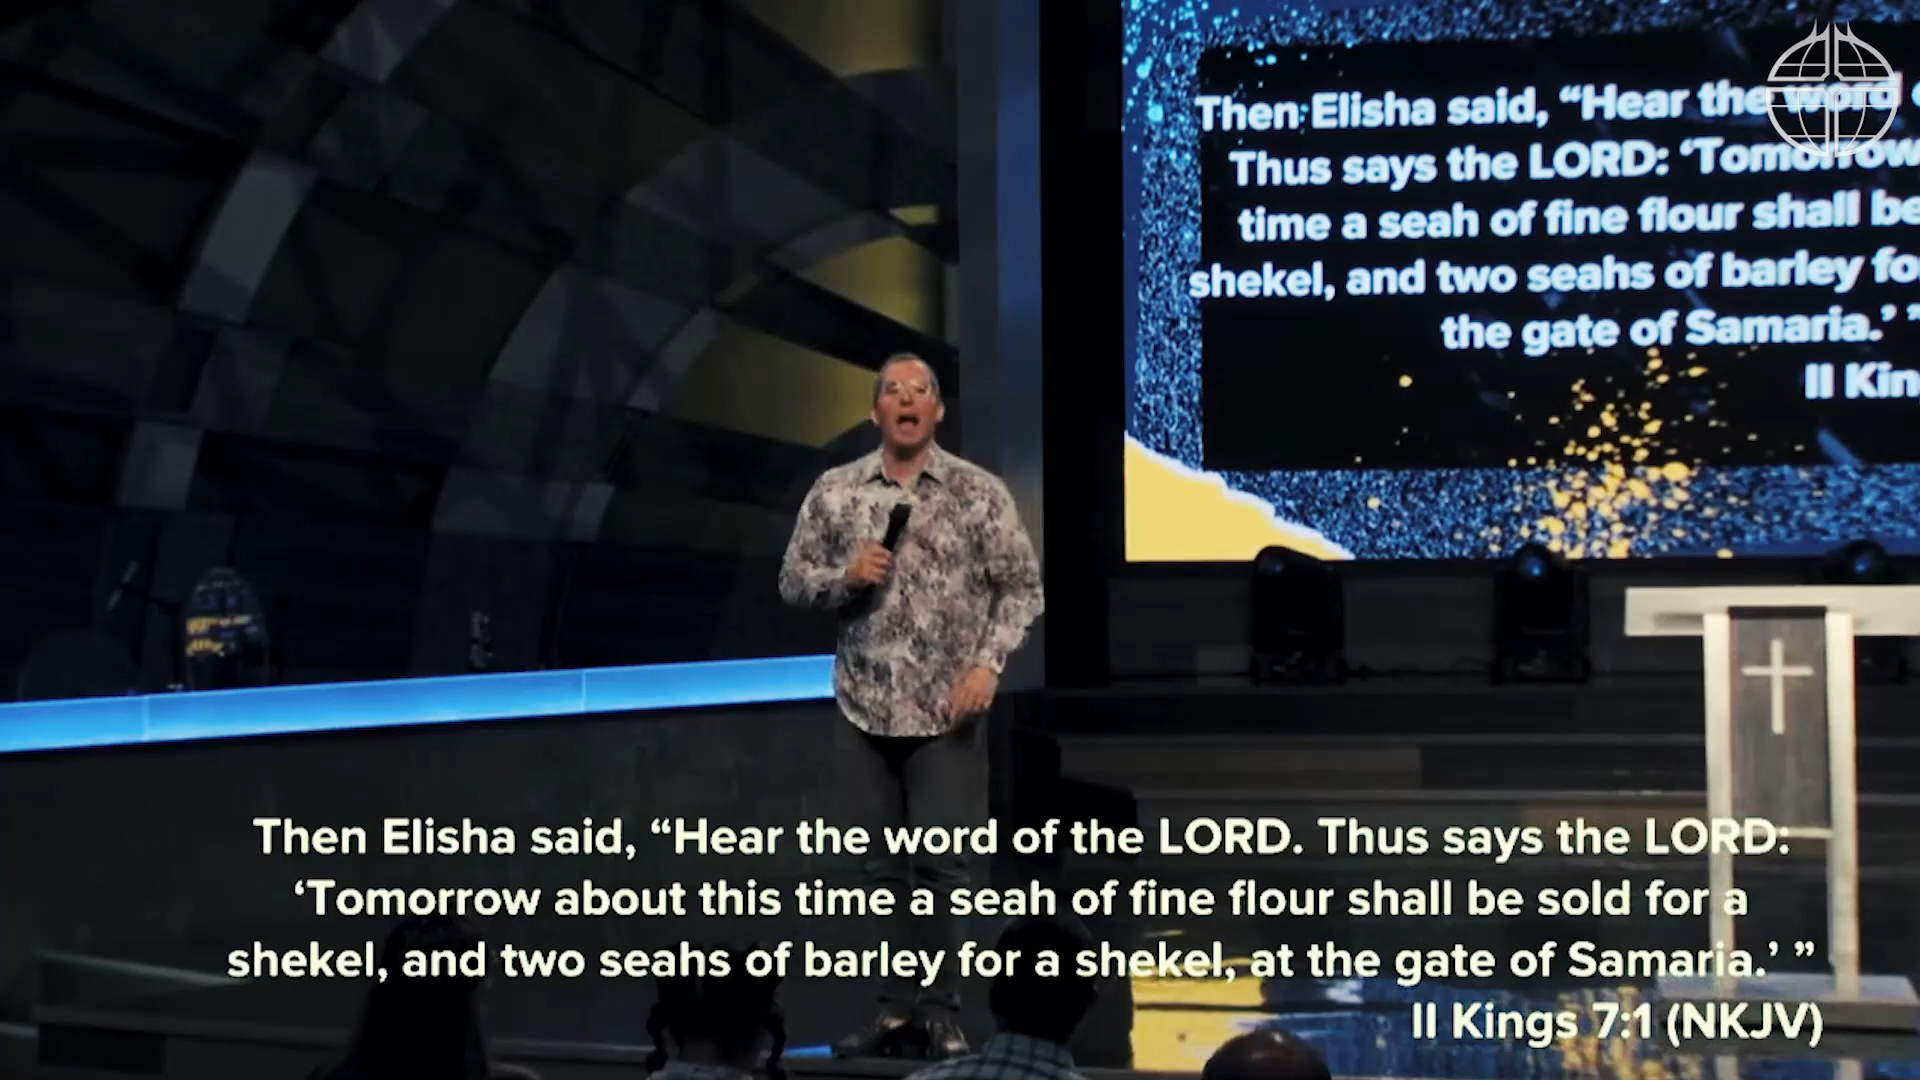 Then Elisha said, “Hear the word
Thus says the LORD: ‘Tomorrow
time a seah of fine flour shall be
shekel, and two seahs of barley
the gate of Samaria.’ ”
II
Then Elisha said, “Hear the word of the LORD. Thus says the LORD:
‘Tomorrow about this time a seah of fine flour shall be sold for a
shekel, and two seahs of barley for a shekel, at the gate of Samaria.’ ”
II Kings 7:1 (NKJV)